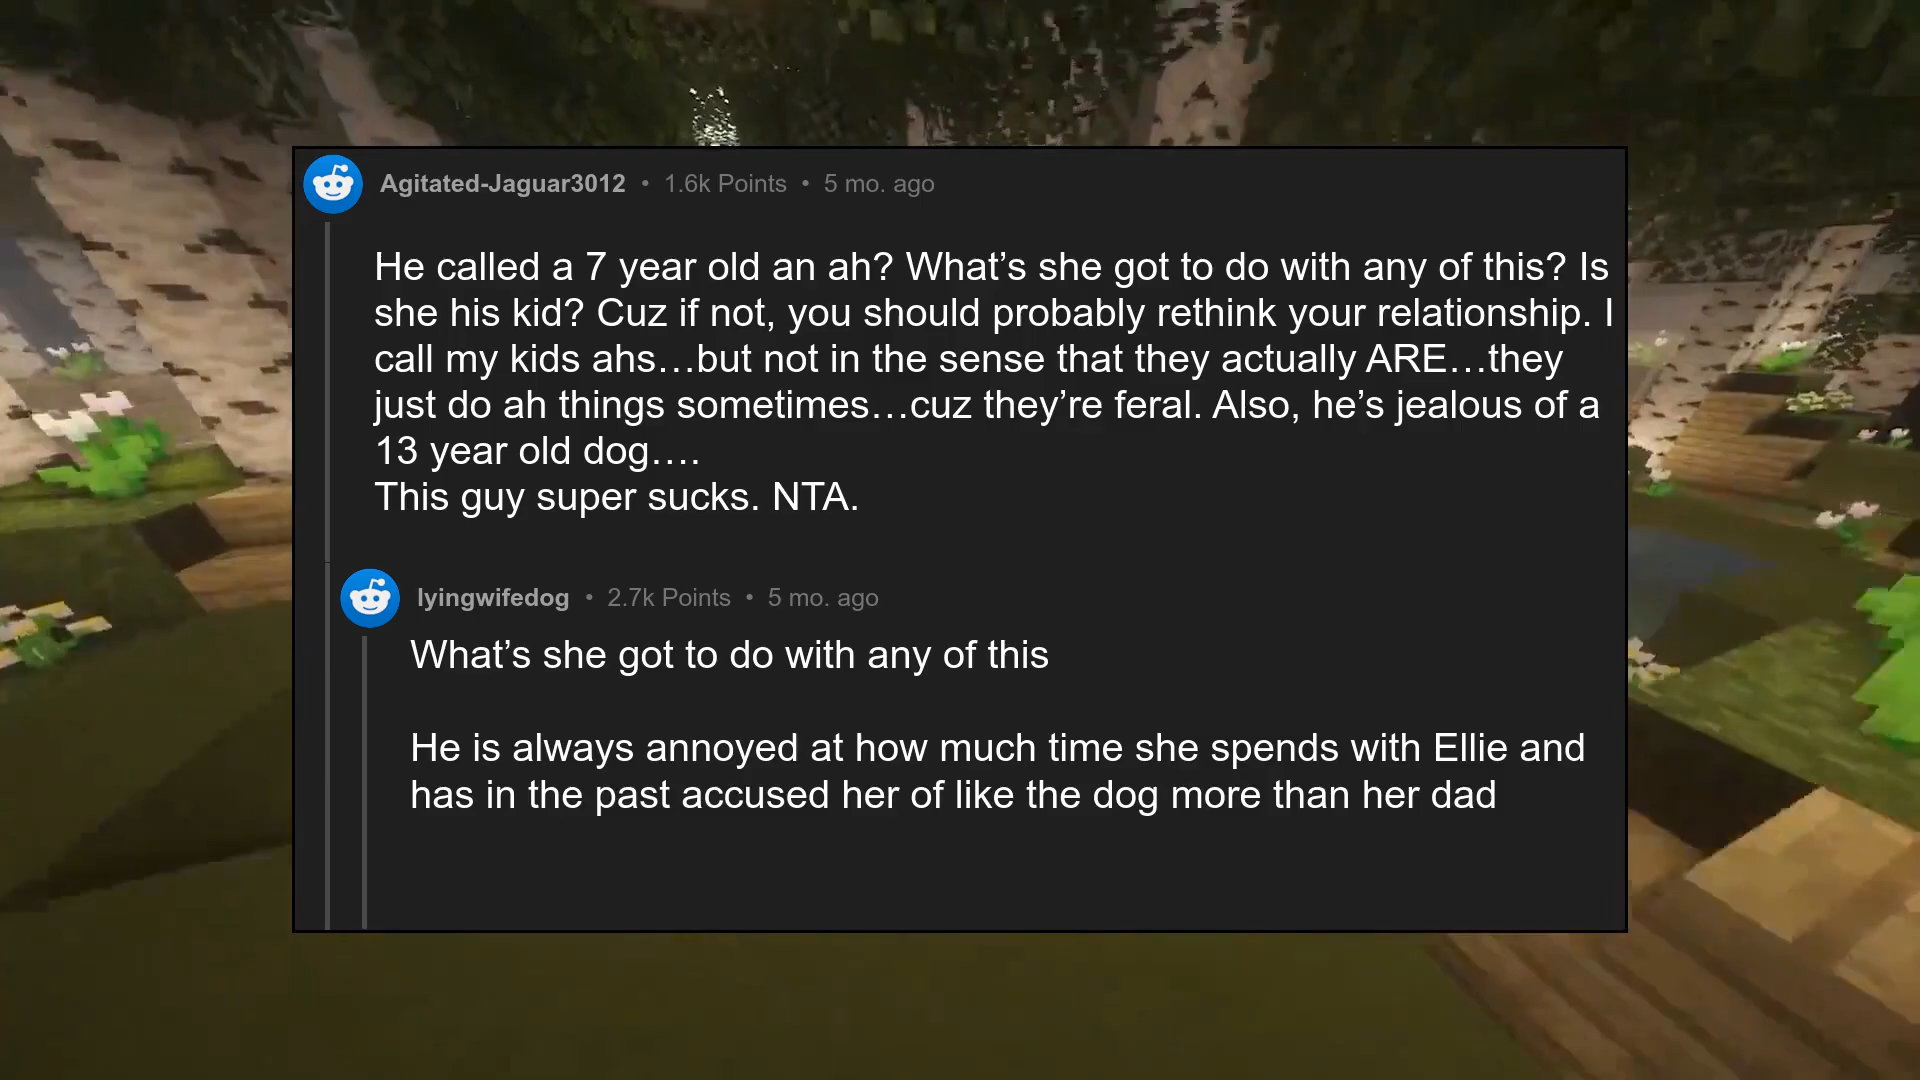 Agitated-Jaguar3012 • 1.6k Points • 5 mo. ago
He called a 7 year old an ah? What’s she got to do with any of this? Is
she his kid? Cuz if not, you should probably rethink your relationship. I
call my kids ahs…but not in the sense that they actually ARE…they
just do ah things sometimes…cuz they’re feral. Also, he’s jealous of a
13 year old dog….
This guy super sucks. NTA.
lyingwifedog • 2.7k Points • 5 mo. ago
What’s she got to do with any of this
He is always annoyed at how much time she spends with Ellie and
has in the past accused her of like the dog more than her dad